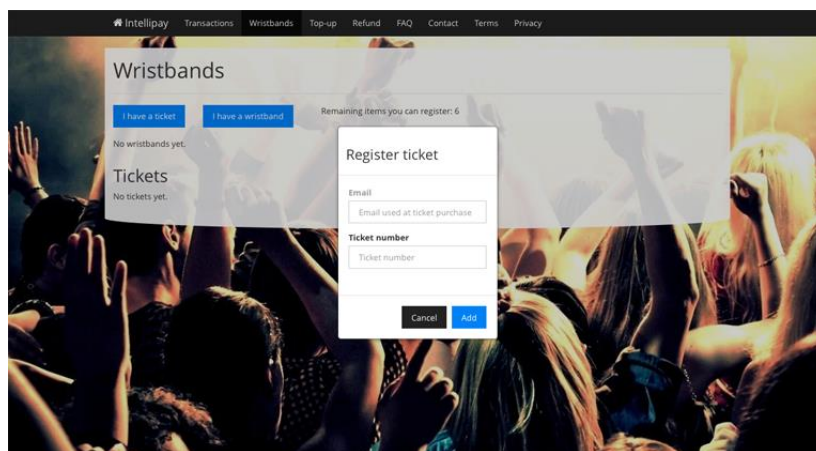 Intellipay Transactions Wristbands Top-up Refund FAQ Contact Terms Privacy
Wristbands
I have a ticket I have a wristband Remaining items you can register: 6
No wristbands yet.
Tickets
No tickets yet.
Register ticket
Email
Email used at ticket purchase
Ticket number
Ticket number
Cancel Add